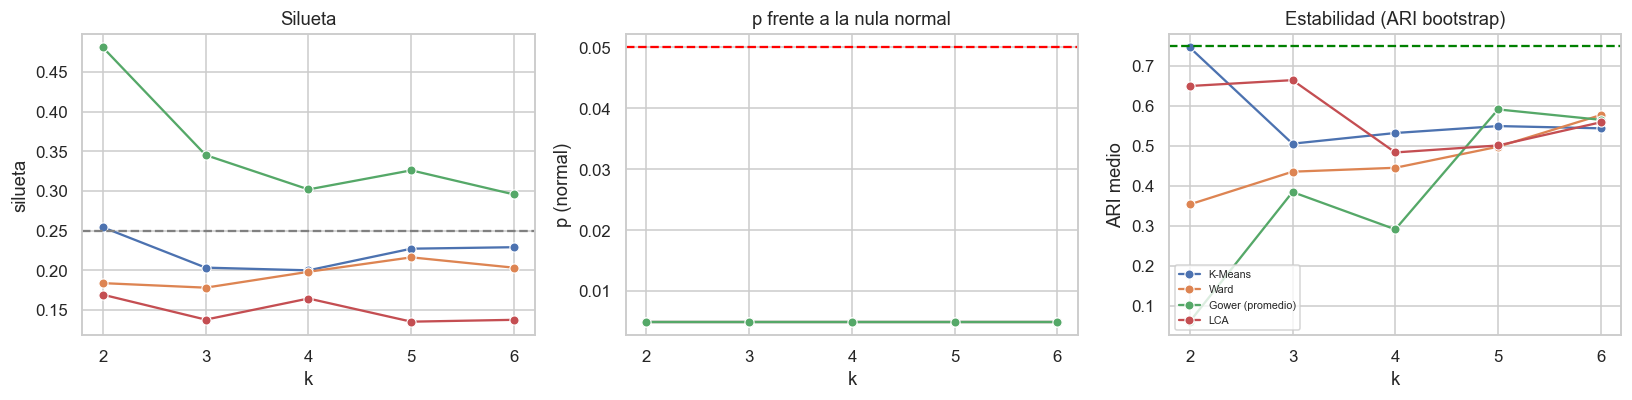 Silueta
silueta
0.45
0.40
0.35
0.30
0.25
0.20
0.15
2 3 4 5 6
k
p frente a la nula normal
p (normal)
0.05
0.04
0.03
0.02
0.01
2 3 4 5 6
k
Estabilidad (ARI bootstrap)
ARI medio
0.7
0.6
0.5
0.4
0.3
0.2
0.1
K-Means
Ward
Gower (promedio)
LCA
2 3 4 5 6
k